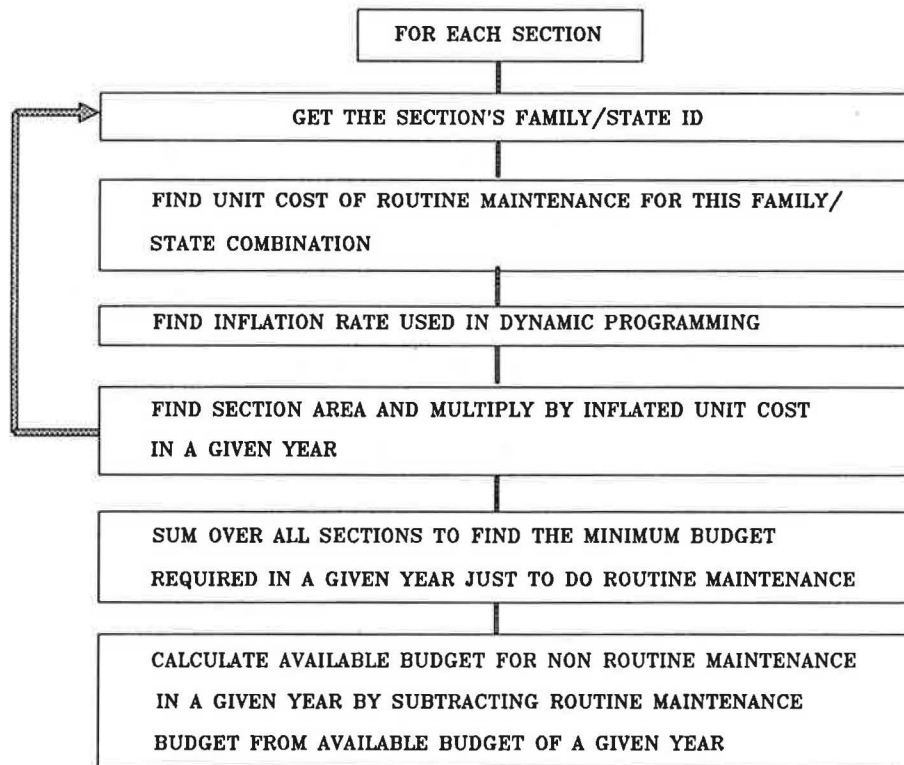 FOR EACH SECTION
GET THE SECTION'S FAMILY/STATE ID
FIND UNIT COST OF ROUTINE MAINTENANCE FOR THIS FAMILY/
STATE COMBINATION
FIND INFLATION RATE USED IN DYNAMIC PROGRAMMING
FIND SECTION AREA AND MULTIPLY BY INFLATED UNIT COST
IN A GIVEN YEAR
SUM OVER ALL SECTIONS TO FIND THE MINIMUM BUDGET
REQUIRED IN A GIVEN YEAR JUST TO DO ROUTINE MAINTENANCE
CALCULATE AVAILABLE BUDGET FOR NON ROUTINE MAINTENANCE
IN A GIVEN YEAR BY SUBTRACTING ROUTINE MAINTENANCE
BUDGET FROM AVAILABLE BUDGET OF A GIVEN YEAR